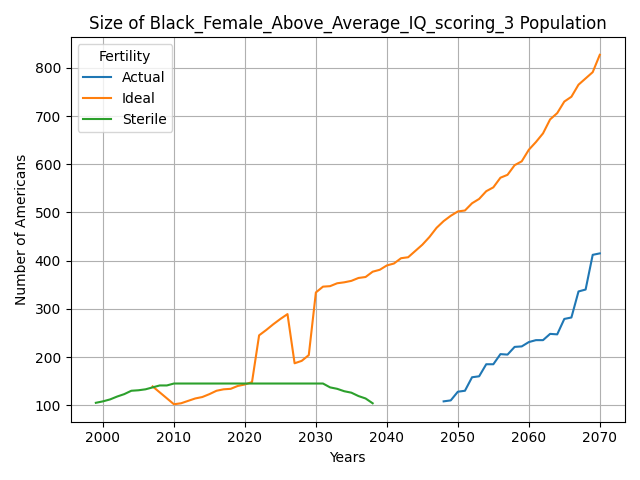 Size of Black_Female_Above_Average_IQ_scoring_3 Population
Fertility
Actual
Ideal
Sterile
Number of Americans
800
700
600
500
400
300
200
100
2000 2010 2020 2030 2040 2050 2060 2070
Years